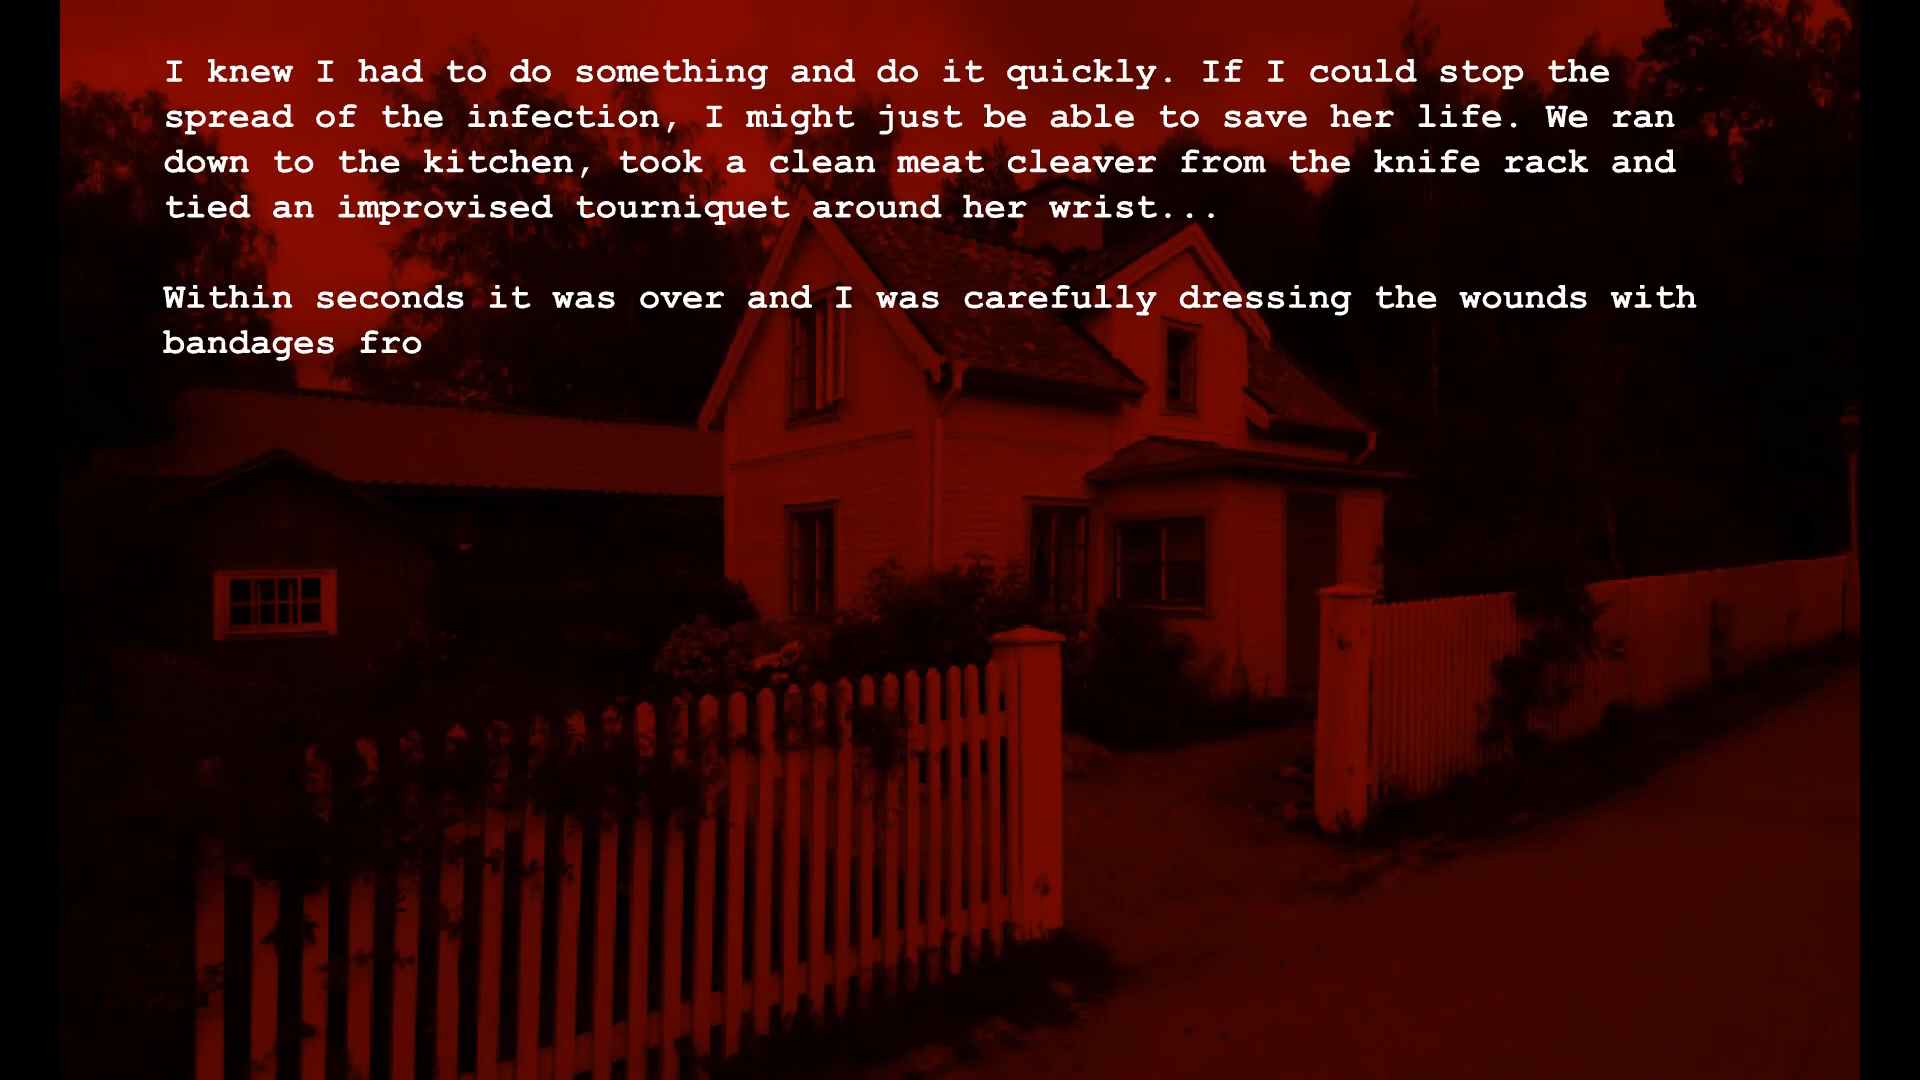 I knew I had to do something and do it quickly. If I could stop the
spread of the infection, I might just be able to save her life. We ran
down to the kitchen, took a clean meat cleaver from the knife rack and
tied an improvised tourniquet around her wrist...
Within seconds it was over and I was carefully dressing the wounds with
bandages fro